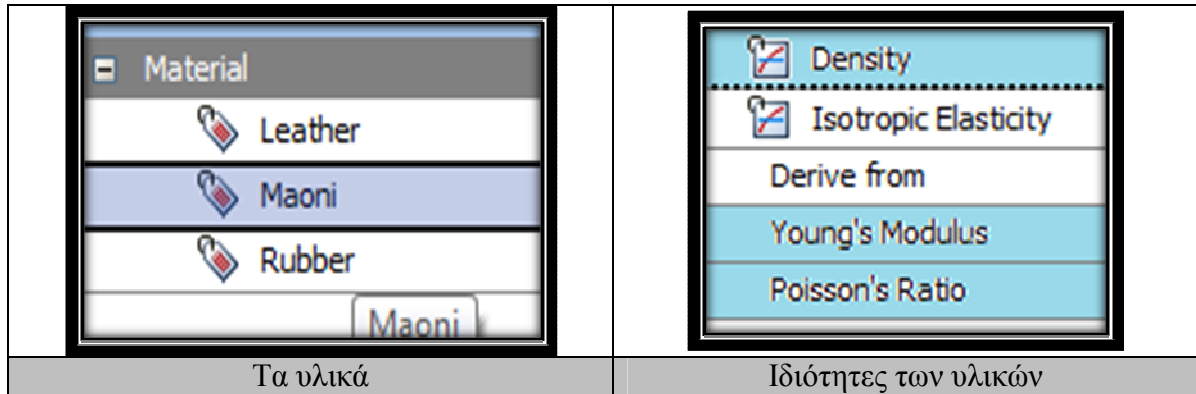 Material
Leather
Maoni
Rubber
Maoni
Τα υλικά
Density
Isotropic Elasticity
Derive from
Young's Modulus
Poisson's Ratio
Ιδιότητες των υλικών